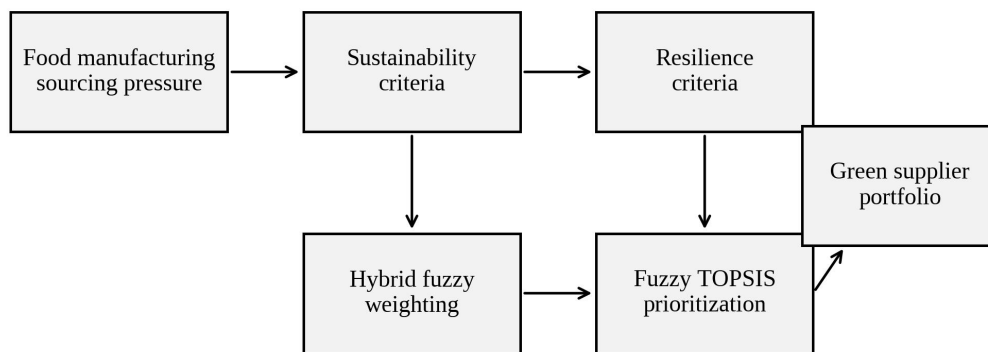 Food manufacturing
sourcing pressure
Sustainability
criteria
Resilience
criteria
Green supplier
portfolio
Hybrid fuzzy
weighting
Fuzzy TOPSIS
prioritization